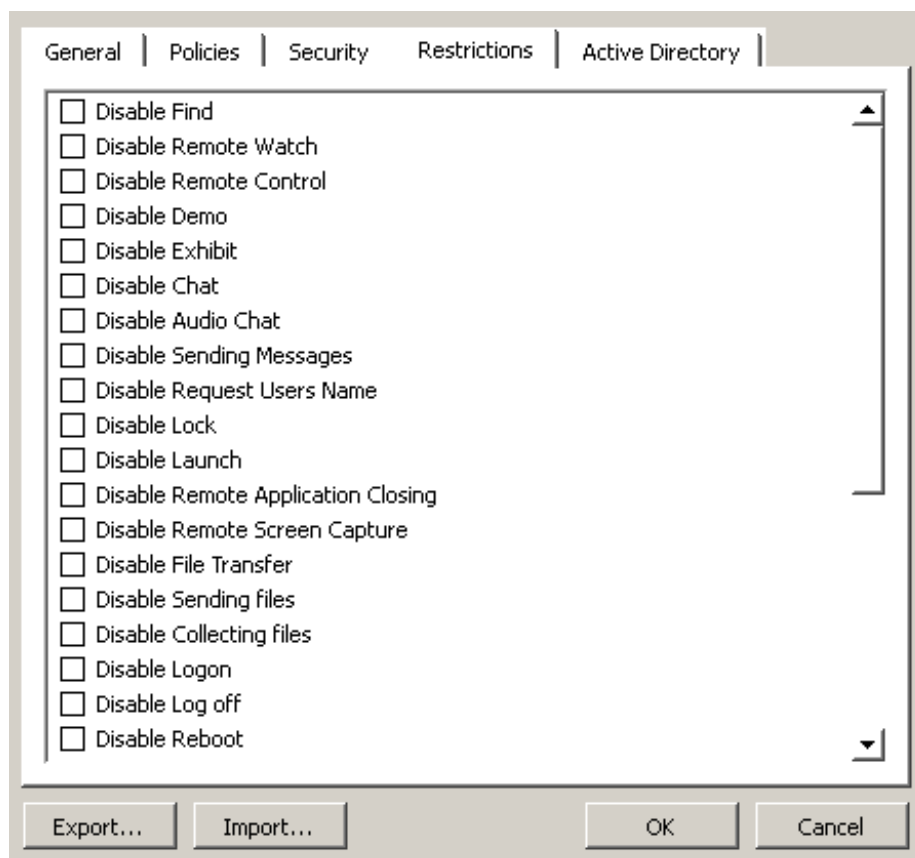 General Policies Security Restrictions Active Directory
Disable Find
Disable Remote Watch
Disable Remote Control
Disable Demo
Disable Exhibit
Disable Chat
Disable Audio Chat
Disable Sending Messages
Disable Request Users Name
Disable Lock
Disable Launch
Disable Remote Application Closing
Disable Remote Screen Capture
Disable File Transfer
Disable Sending files
Disable Collecting files
Disable Logon
Disable Log off
Disable Reboot
Export... Import... OK Cancel